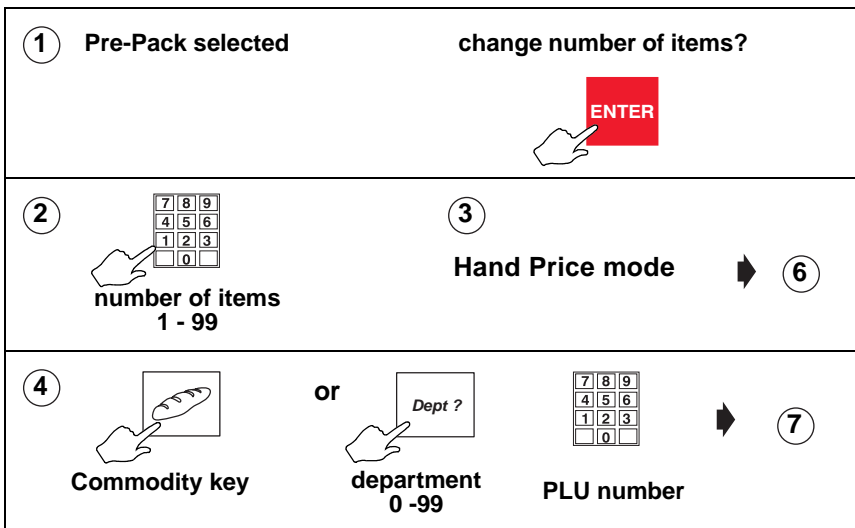 1 Pre-Pack selected
change number of items?
ENTER
2
7 8 9
4 5 6
1 2 3
0
number of items
1 - 99
3
Hand Price mode
6
4
Commodity key
or
Dept ?
department
0 -99
7 8 9
4 5 6
1 2 3
0
PLU number
7